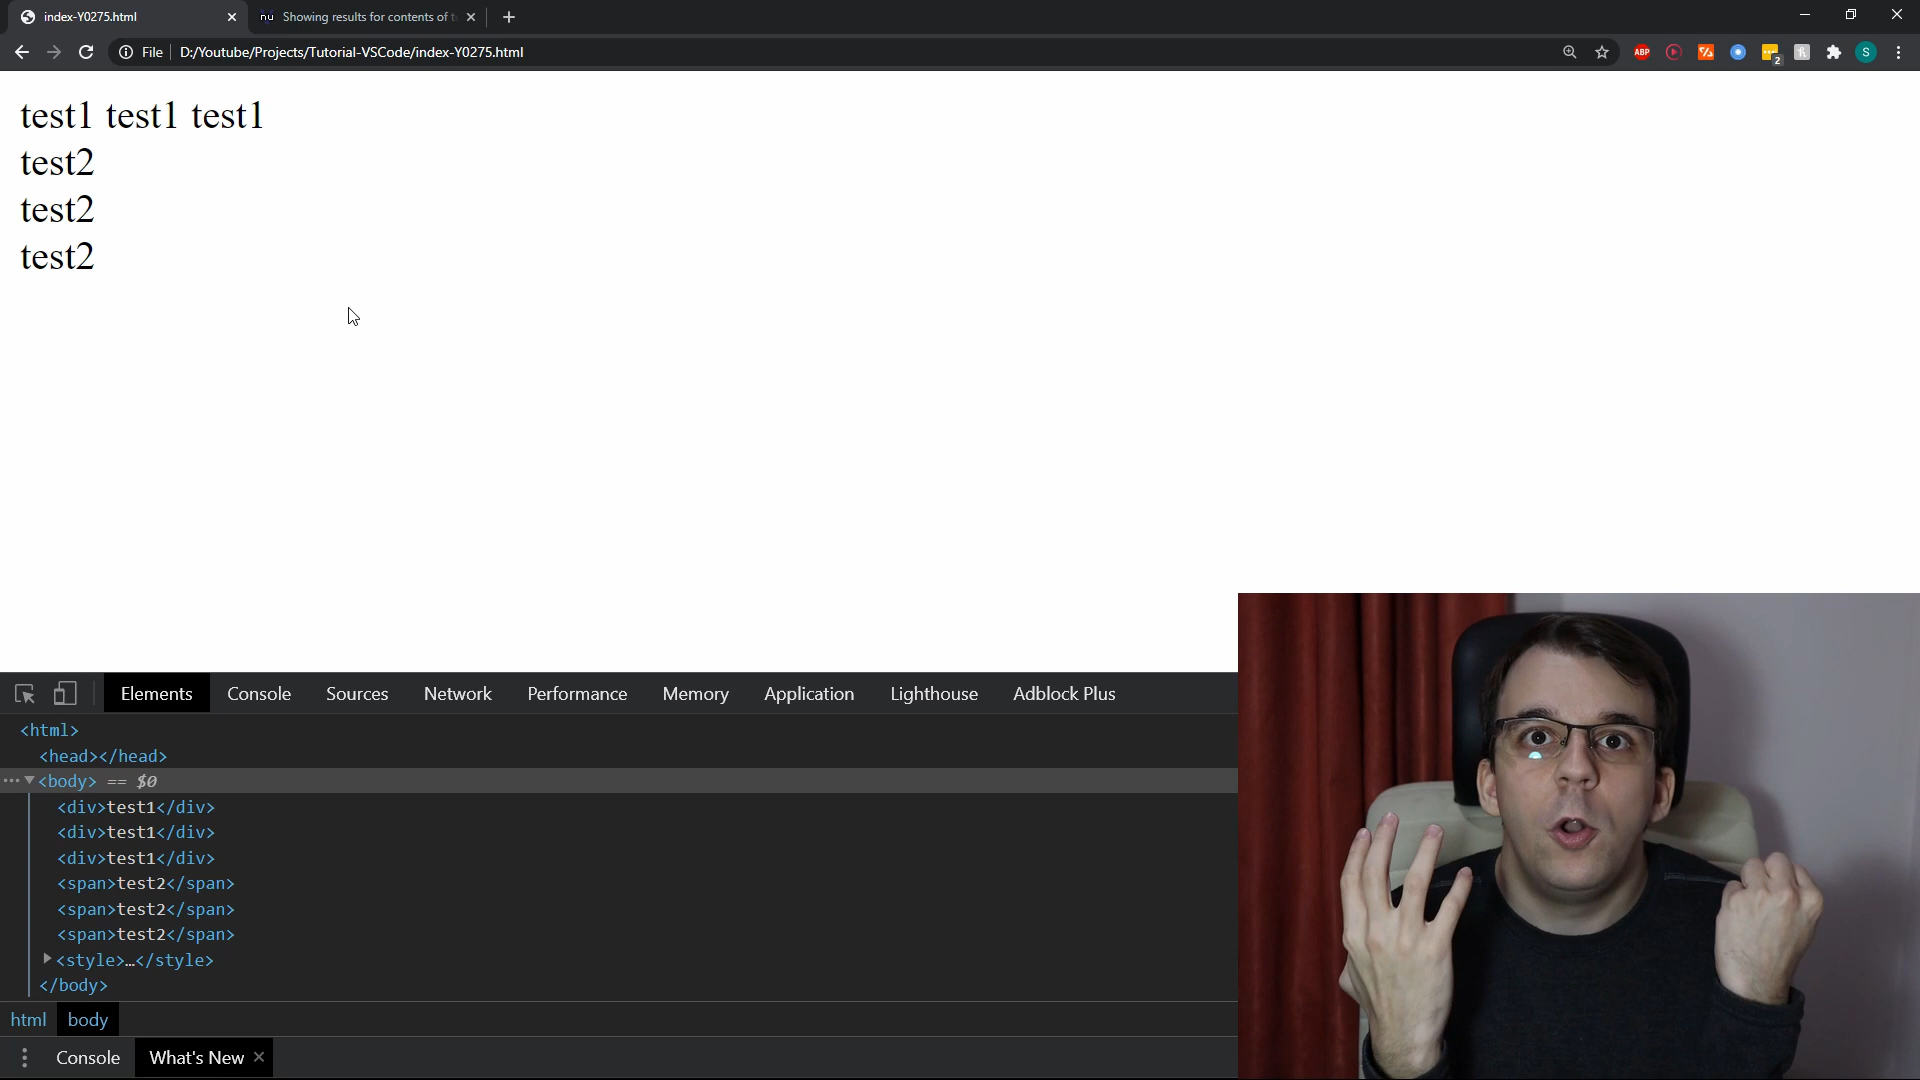 index-Y0275.html
nu Showing results for contents of t
File D:/Youtube/Projects/Tutorial-VSCode/index-Y0275.html
ABP
2
S
test1 test1 test1
test2
test2
test2
Elements Console Sources Network Performance Memory Application Lighthouse Adblock Plus
<html>
<head></head>
<body> == $0
<div>test1</div>
<div>test1</div>
<div>test1</div>
<span>test2</span>
<span>test2</span>
<span>test2</span>
<style>…</style>
</body>
html body
Console What's New